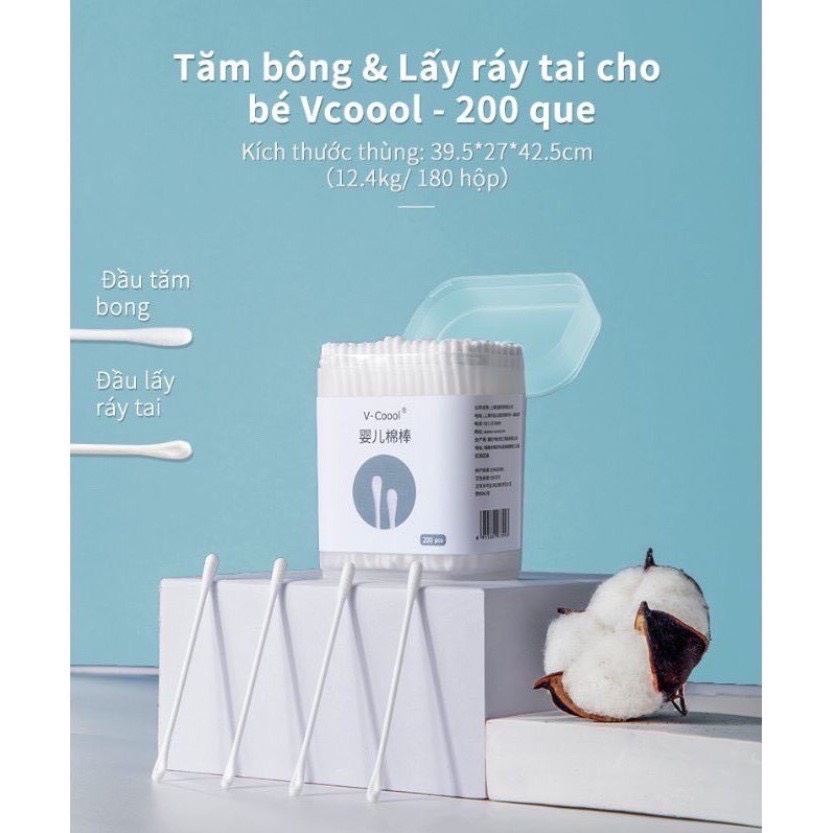 Tăm bông & Lấy ráy tai cho
bé Vcoool - 200 que
Kích thước thùng: 39.5*27*42.5cm
(12.4kg/ 180 hộp)
Đầu tăm
bong
Đầu lấy
ráy tai
V-Coool®
婴儿棉棒
200 pcs